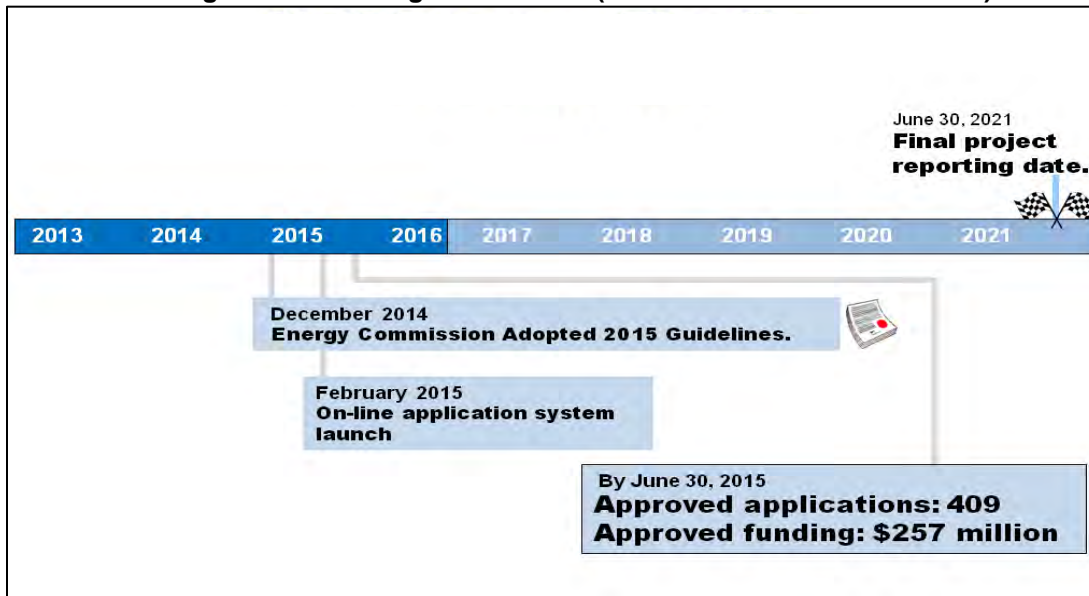 June 30, 2021
Final project
reporting date.
2013 2014 2015 2016 2017 2018 2019 2020 2021
December 2014
Energy Commission Adopted 2015 Guidelines.
February 2015
On-line application system
launch
By June 30, 2015
Approved applications: 409
Approved funding: $257 million